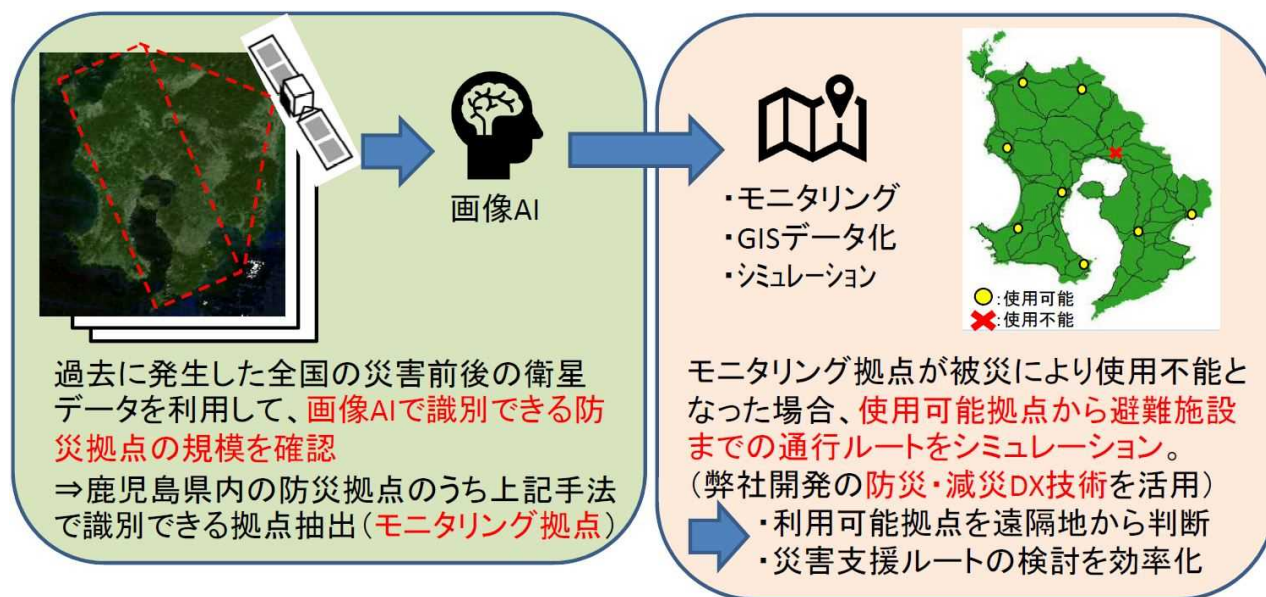 画像AI
過去に発生した全国の災害前後の衛星
データを利用して、画像AIで識別できる防
災拠点の規模を確認
⇒鹿児島県内の防災拠点のうち上記手法
で識別できる拠点抽出(モニタリング拠点)
・モニタリング
・GISデータ化
・シミュレーション
:使用可能
:使用不能
モニタリング拠点が被災により使用不能と
なった場合、使用可能拠点から避難施設
までの通行ルートをシミュレーション。
(弊社開発の防災・減災DX技術を活用)
・利用可能拠点を遠隔地から判断
・災害支援ルートの検討を効率化